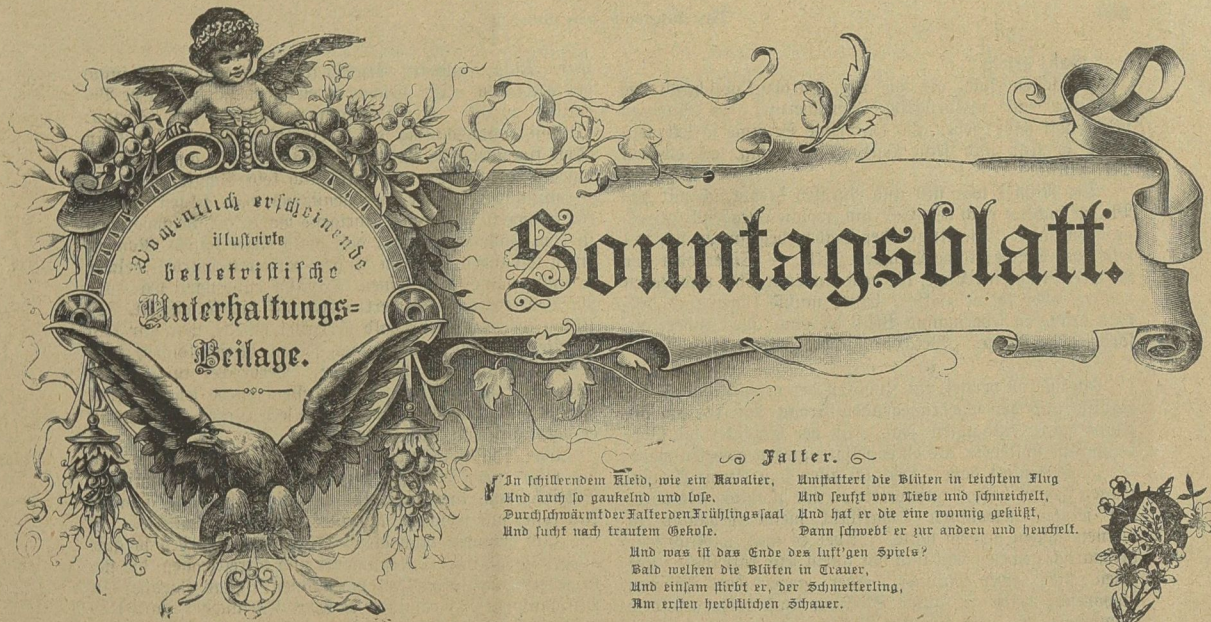 Wöchentlich erscheinende
illustrirte
belletristische
Unterhaltungs-
Beilage.
Sonntagsblatt.
Falter.
In schillerndem Kleid, wie ein Kavalier,
Und auch so gaukelnd und lose,
Durchschwärmt der Falter den Frühlingssaal
Und sucht nach trautem Gekose.
Umflattert die Blüten in leichtem Flug
Und seufzt von Liebe und schmeichelt,
Und hat er die eine wonnig geküßt,
Dann schwebt er zur andern und heuchelt.
Und was ist das Ende des luft'gen Spiels?
Bald welken die Blüten in Trauer,
Und einsam stirbt er, der Schmetterling,
Am ersten herbstlichen Schauer.